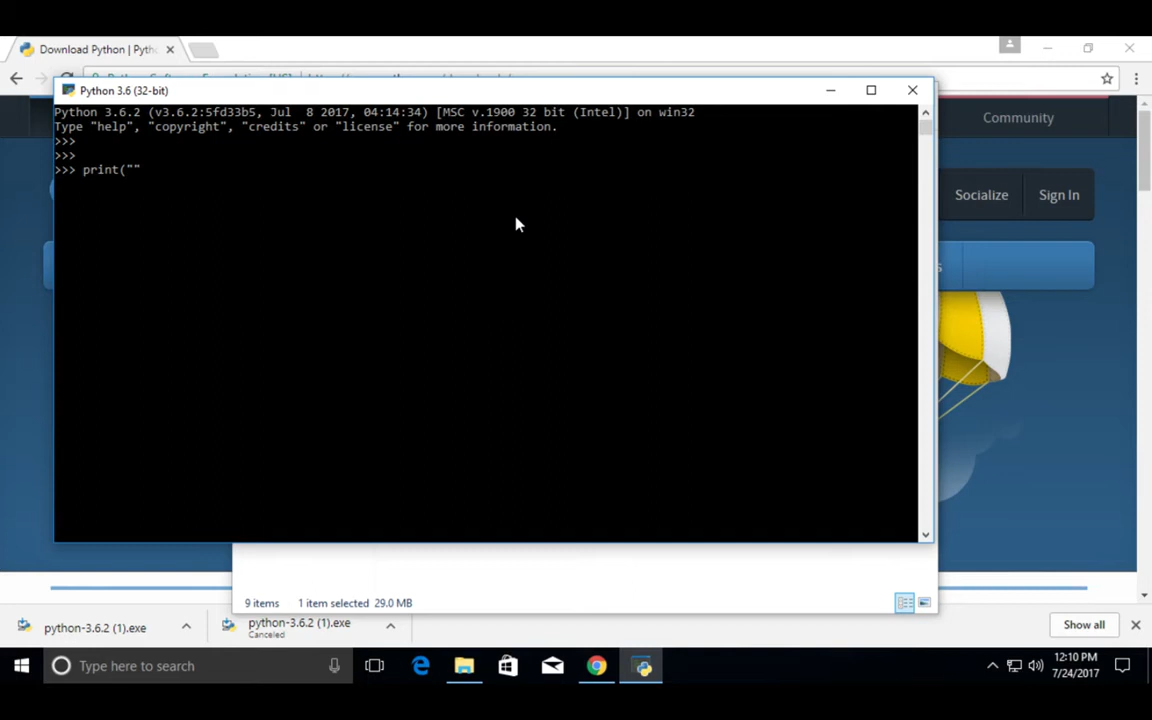 Download Python | Pyth
Python 3.6 (32-bit)
Python 3.6.2 (v3.6.2:5fd33b5, Jul  8 2017, 04:14:34) [MSC v.1900 32 bit (Intel)] on win32
Type "help", "copyright", "credits" or "license" for more information.
>>>
>>>
>>> print(""
Community
Socialize
Sign In
s
9 items
1 item selected
29.0 MB
python-3.6.2 (1).exe
python-3.6.2 (1).exe
Canceled
Show all
Type here to search
12:10 PM
7/24/2017